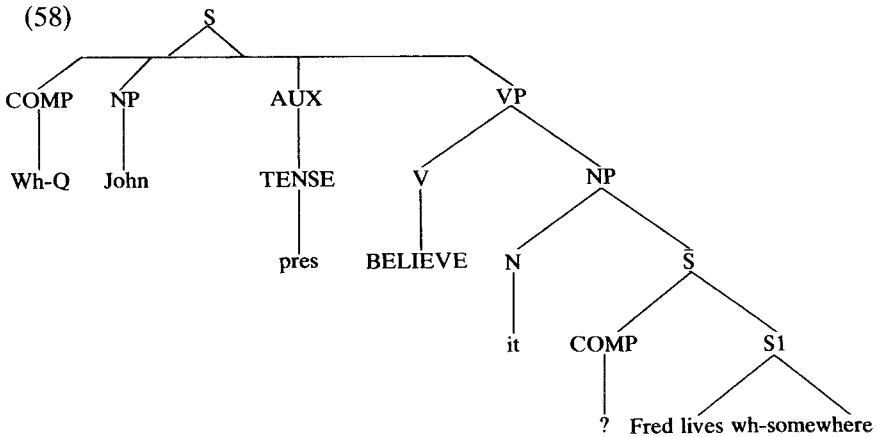 (58) S
COMP NP AUX VP
Wh-Q John TENSE V NP
pres BELIEVE N S̄
it COMP S1
? Fred lives wh-somewhere